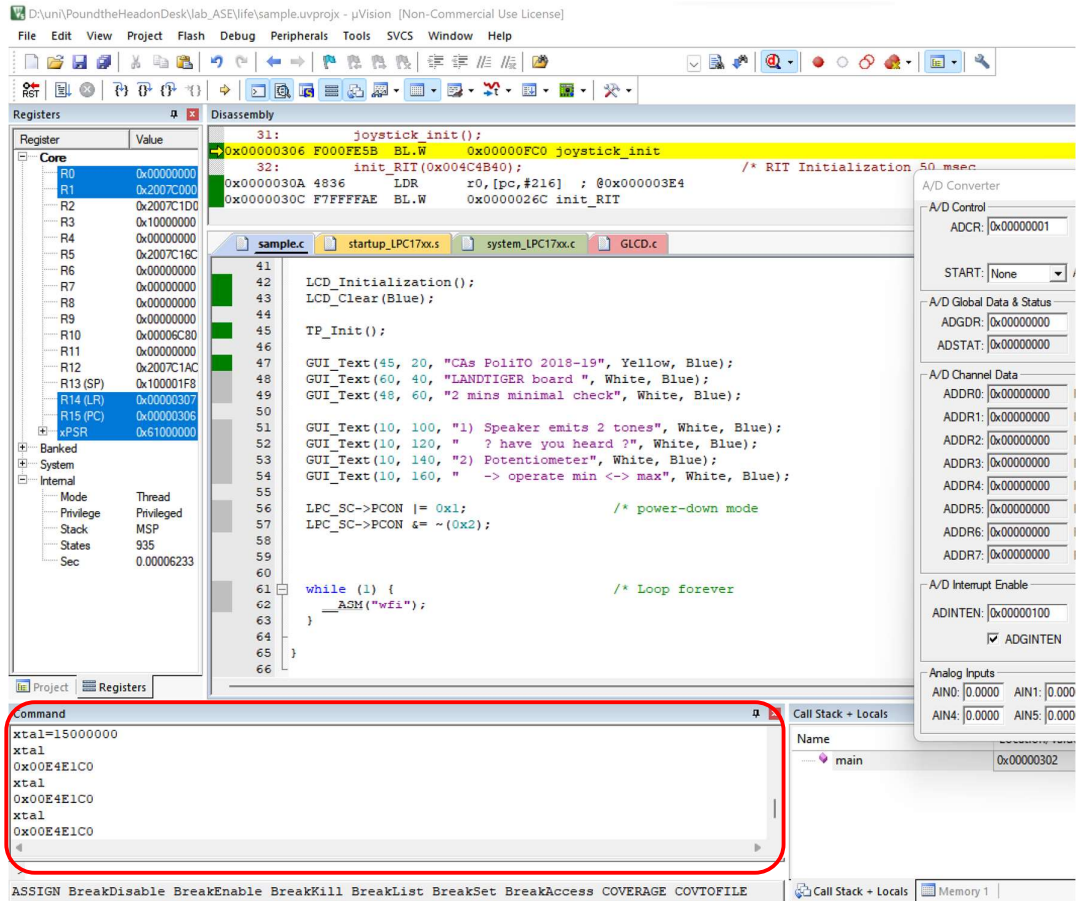 D:\uni\PoundtheHeadonDesk\lab_ASE\life\sample.uvprojx - µVision [Non-Commercial Use License]
File Edit View Project Flash Debug Peripherals Tools SVCS Window Help
RST
Registers
Register Value
Core
R0 0x00000000
R1 0x2007C000
R2 0x2007C1D0
R3 0x10000000
R4 0x00000000
R5 0x2007C16C
R6 0x00000000
R7 0x00000000
R8 0x00000000
R9 0x00000000
R10 0x00006C80
R11 0x00000000
R12 0x2007C1AC
R13 (SP) 0x100001F8
R14 (LR) 0x00000307
R15 (PC) 0x00000306
xPSR 0x61000000
Banked
System
Internal
Mode Thread
Privilege Privileged
Stack MSP
States 935
Sec 0.00006233
Project Registers
Disassembly
31: joystick_init();
0x00000306 F000FE5B BL.W 0x00000FC0 joystick_init
32: init_RIT(0x004C4B40); /* RIT Initialization 50 msec
0x0000030A 4836 LDR r0,[pc,#216] ; @0x000003E4
0x0000030C F7FFFFAE BL.W 0x0000026C init_RIT
sample.c startup_LPC17xx.s system_LPC17xx.c GLCD.c
41
42 LCD_Initialization();
43 LCD_Clear(Blue);
44
45 TP_Init();
46
47 GUI_Text(45, 20, "CAs PoliTO 2018-19", Yellow, Blue);
48 GUI_Text(60, 40, "LANDTIGER board ", White, Blue);
49 GUI_Text(48, 60, "2 mins minimal check", White, Blue);
50
51 GUI_Text(10, 100, "1) Speaker emits 2 tones", White, Blue);
52 GUI_Text(10, 120, " ? have you heard ?", White, Blue);
53 GUI_Text(10, 140, "2) Potentiometer", White, Blue);
54 GUI_Text(10, 160, " -> operate min <-> max", White, Blue);
55
56 LPC_SC->PCON |= 0x1; /* power-down mode
57 LPC_SC->PCON &= ~(0x2);
58
59
60
61 while (1) { /* Loop forever
62 __ASM("wfi");
63 }
64
65 }
66
A/D Converter
A/D Control
ADCR: 0x00000001
START: None
A/D Global Data & Status
ADGDR: 0x00000000
ADSTAT: 0x00000000
A/D Channel Data
ADDR0: 0x00000000
ADDR1: 0x00000000
ADDR2: 0x00000000
ADDR3: 0x00000000
ADDR4: 0x00000000
ADDR5: 0x00000000
ADDR6: 0x00000000
ADDR7: 0x00000000
A/D Interrupt Enable
ADINTEN: 0x00000100
ADGINTEN
Analog Inputs
AIN0: 0.0000 AIN1: 0.000
AIN4: 0.0000 AIN5: 0.000
Command
xtal=15000000
xtal
0x00E4E1C0
xtal
0x00E4E1C0
xtal
0x00E4E1C0
ASSIGN BreakDisable BreakEnable BreakKill BreakList BreakSet BreakAccess COVERAGE COVTOFILE
Call Stack + Locals
Name
main 0x00000302
Call Stack + Locals Memory 1